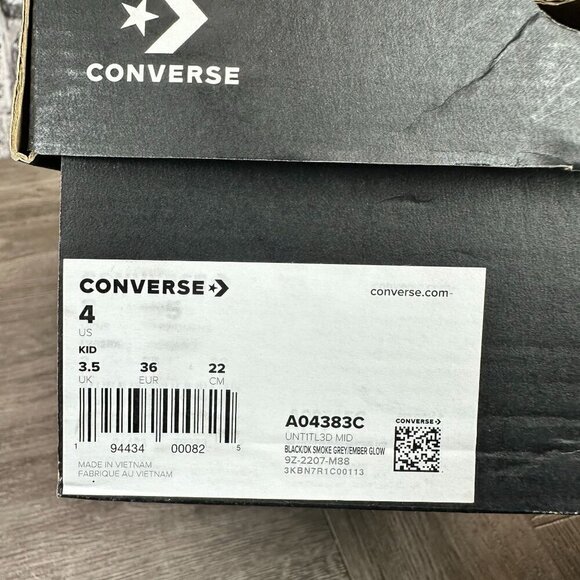 CONVERSE
CONVERSE
converse.com
4
US
KID
3.5 36 22
UK EUR CM
1 94434 00082 5
MADE IN VIETNAM
FABRIQUE AU VIETNAM
A04383C
UNTITL3D MID
BLACK/DK SMOKE GREY/EMBER GLOW
9Z-2207-M88
3KBN7R1C00113
CONVERSE